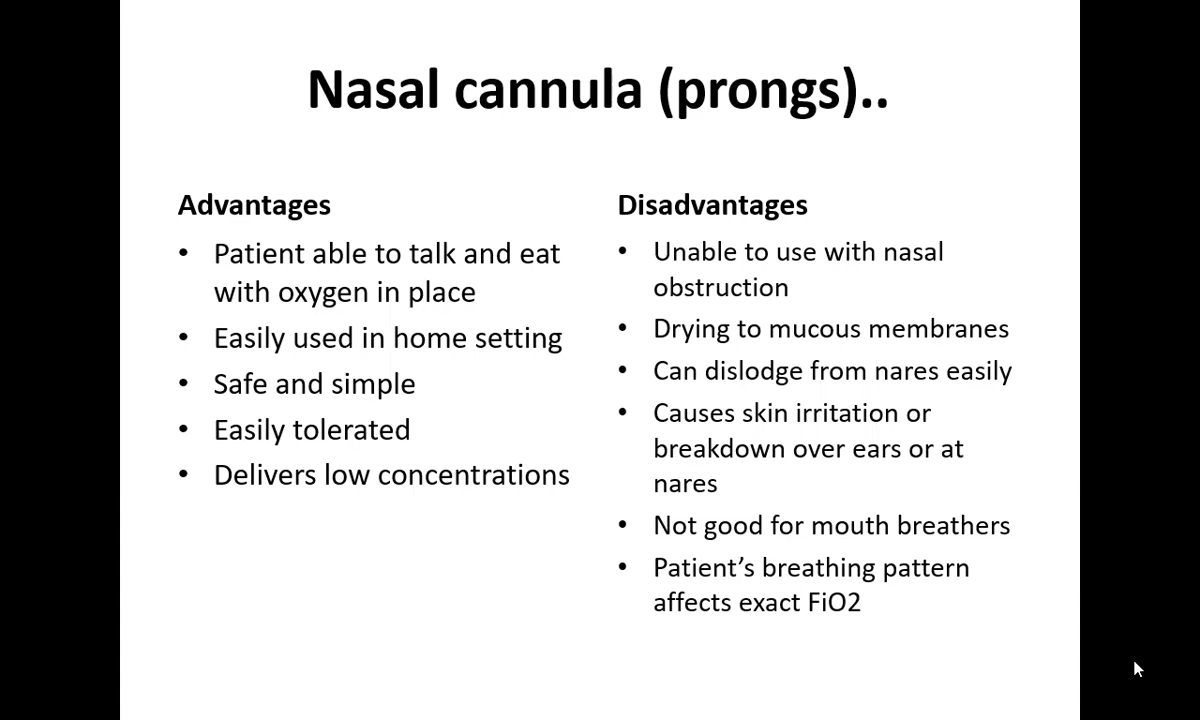 Nasal cannula (prongs)..
Advantages
• Patient able to talk and eat
with oxygen in place
• Easily used in home setting
• Safe and simple
• Easily tolerated
• Delivers low concentrations
Disadvantages
• Unable to use with nasal
obstruction
• Drying to mucous membranes
• Can dislodge from nares easily
• Causes skin irritation or
breakdown over ears or at
nares
• Not good for mouth breathers
• Patient’s breathing pattern
affects exact FiO2